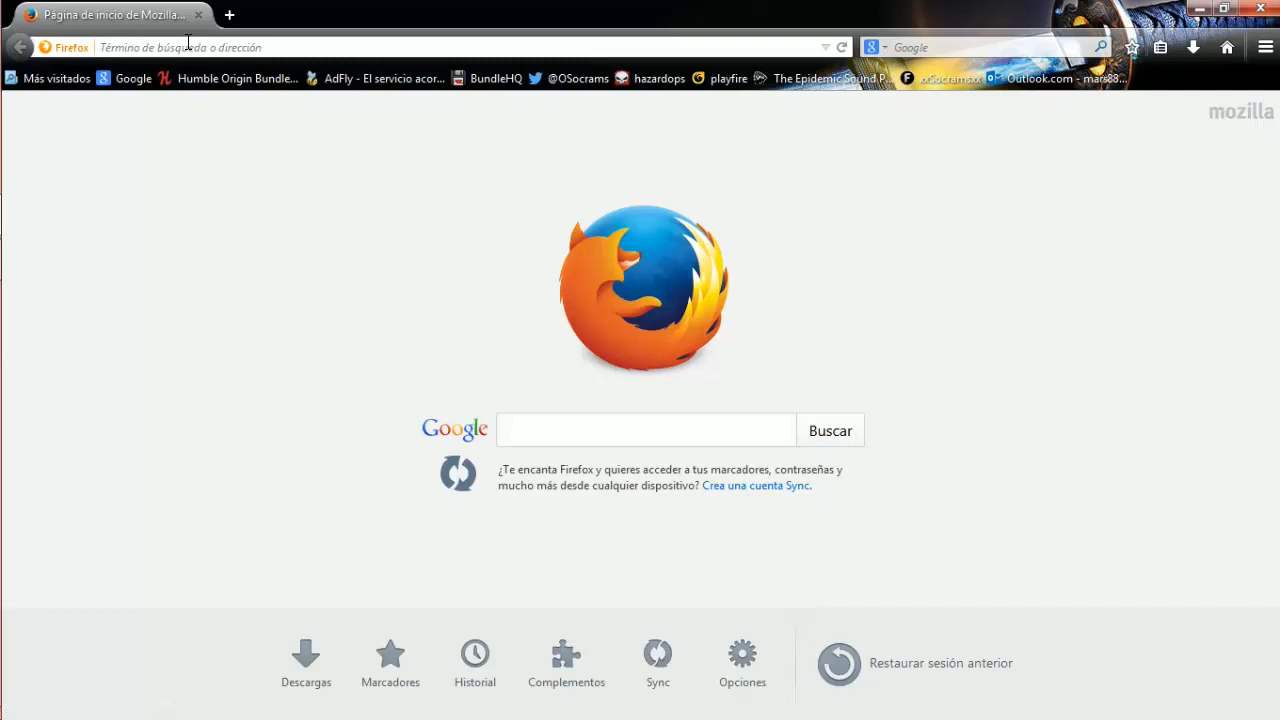 Página de inicio de Mozilla...
Firefox Término de búsqueda o dirección Google
Más visitados Google Humble Origin Bundle... AdFly - El servicio acor... BundleHQ @OSocrams hazardops playfire The Epidemic Sound P... xxSocramsxx Outlook.com - mars88...
mozilla
Google Buscar
¿Te encanta Firefox y quieres acceder a tus marcadores, contraseñas y
mucho más desde cualquier dispositivo? Crea una cuenta Sync.
Descargas Marcadores Historial Complementos Sync Opciones Restaurar sesión anterior